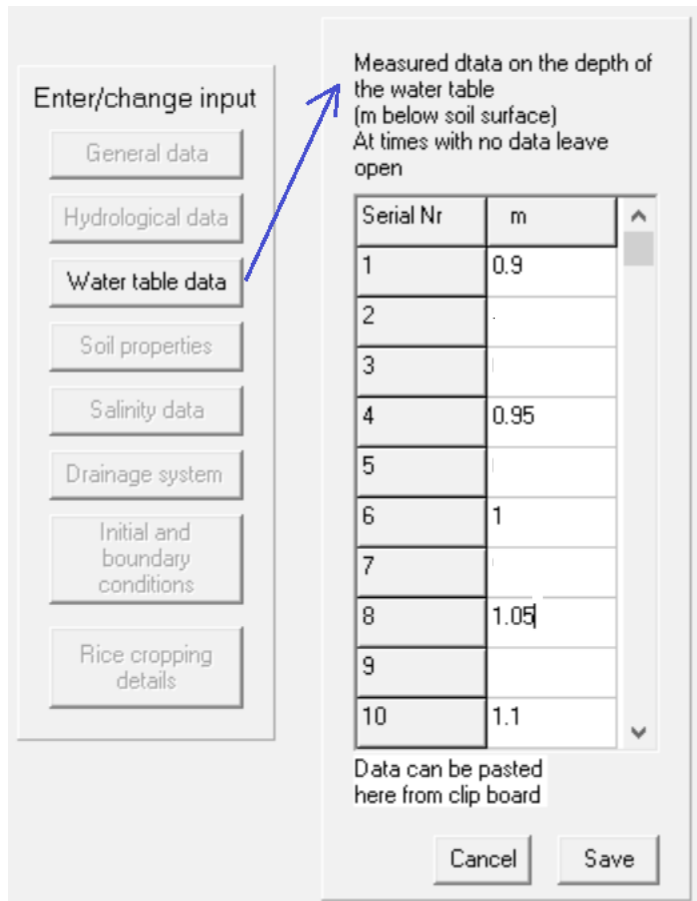 Enter/change input
General data
Hydrological data
Water table data
Soil properties
Salinity data
Drainage system
Initial and
boundary
conditions
Rice cropping
details
Measured dtata on the depth of
the water table
(m below soil surface)
At times with no data leave
open
Serial Nr m
1 0.9
2
3
4 0.95
5
6 1
7
8 1.05
9
10 1.1
Data can be pasted
here from clip board
Cancel Save